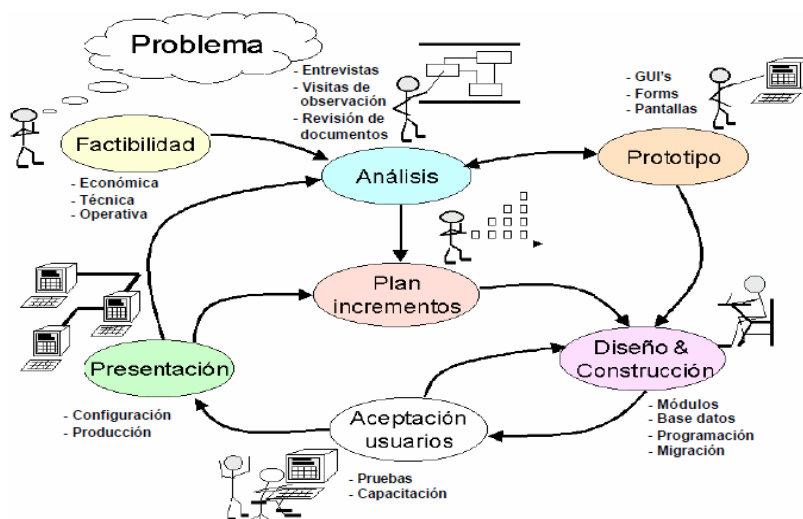 Problema
- Entrevistas
- Visitas de
observación
- Revisión de
documentos
- GUI's
- Forms
- Pantallas
Factibilidad
- Económica
- Técnica
- Operativa
Análisis
Prototipo
Plan
incrementos
Presentación
- Configuración
- Producción
Diseño &
Construcción
- Módulos
- Base datos
- Programación
- Migración
Aceptación
usuarios
- Pruebas
- Capacitación